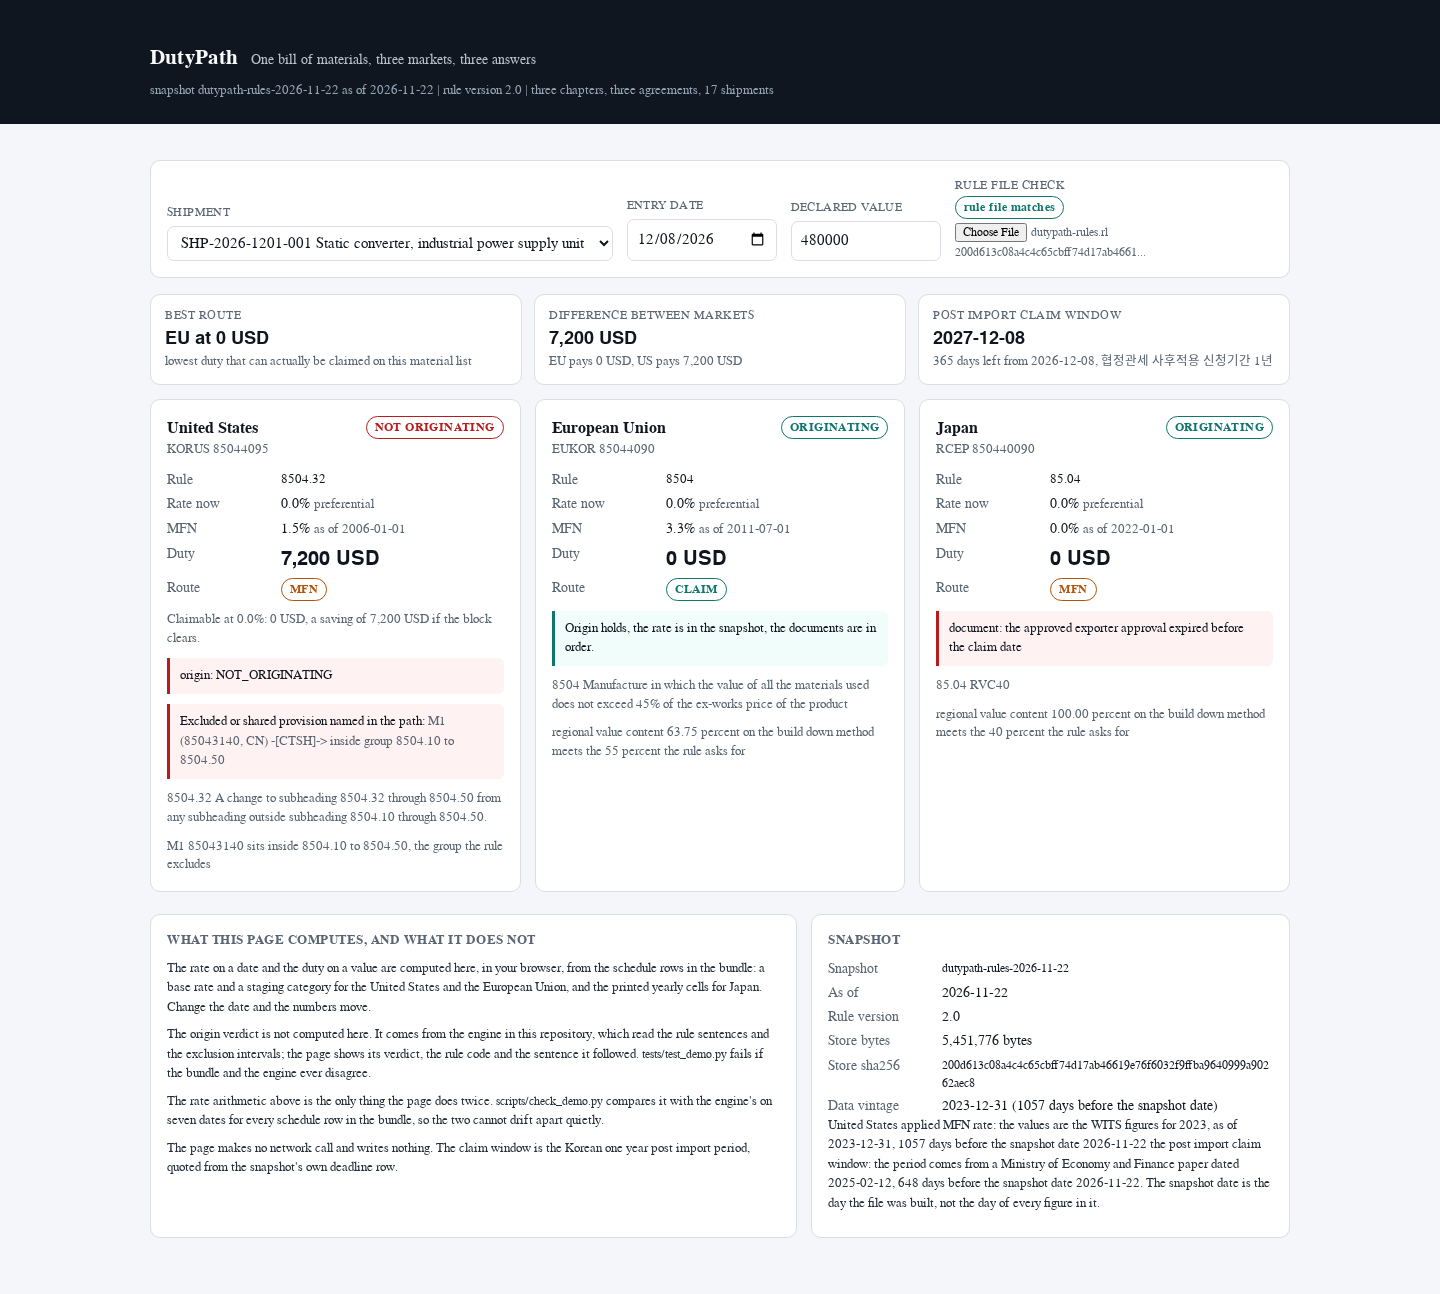 DutyPath One bill of materials, three markets, three answers
snapshot dutypath-rules-2026-11-22 as of 2026-11-22 | rule version 2.0 | three chapters, three agreements, 17 shipments
SHIPMENT
SHP-2026-1201-001 Static converter, industrial power supply unit
ENTRY DATE
12/08/2026
DECLARED VALUE
480000
RULE FILE CHECK
rule file matches
Choose File dutypath-rules.rl
200d613c08a4c4c65cbff74d17ab4661...
BEST ROUTE
EU at 0 USD
lowest duty that can actually be claimed on this material list
DIFFERENCE BETWEEN MARKETS
7,200 USD
EU pays 0 USD, US pays 7,200 USD
POST IMPORT CLAIM WINDOW
2027-12-08
365 days left from 2026-12-08, 협정관세 사후적용 신청기간 1년
United States NOT ORIGINATING
KORUS 85044095
Rule 8504.32
Rate now 0.0% preferential
MFN 1.5% as of 2006-01-01
Duty 7,200 USD
Route MFN
Claimable at 0.0%: 0 USD, a saving of 7,200 USD if the block
clears.
origin: NOT_ORIGINATING
Excluded or shared provision named in the path: M1
(85043140, CN) -[CTSH]-> inside group 8504.10 to
8504.50
8504.32 A change to subheading 8504.32 through 8504.50 from
any subheading outside subheading 8504.10 through 8504.50.
M1 85043140 sits inside 8504.10 to 8504.50, the group the rule
excludes
European Union ORIGINATING
EUKOR 85044090
Rule 8504
Rate now 0.0% preferential
MFN 3.3% as of 2011-07-01
Duty 0 USD
Route CLAIM
Origin holds, the rate is in the snapshot, the documents are in
order.
8504 Manufacture in which the value of all the materials used
does not exceed 45% of the ex-works price of the product
regional value content 63.75 percent on the build down method
meets the 55 percent the rule asks for
Japan ORIGINATING
RCEP 850440090
Rule 85.04
Rate now 0.0% preferential
MFN 0.0% as of 2022-01-01
Duty 0 USD
Route MFN
document: the approved exporter approval expired before
the claim date
85.04 RVC40
regional value content 100.00 percent on the build down method
meets the 40 percent the rule asks for
WHAT THIS PAGE COMPUTES, AND WHAT IT DOES NOT
The rate on a date and the duty on a value are computed here, in your browser, from the schedule rows in the bundle: a
base rate and a staging category for the United States and the European Union, and the printed yearly cells for Japan.
Change the date and the numbers move.
The origin verdict is not computed here. It comes from the engine in this repository, which read the rule sentences and
the exclusion intervals; the page shows its verdict, the rule code and the sentence it followed. tests/test_demo.py fails if
the bundle and the engine ever disagree.
The rate arithmetic above is the only thing the page does twice. scripts/check_demo.py compares it with the engine's on
seven dates for every schedule row in the bundle, so the two cannot drift apart quietly.
The page makes no network call and writes nothing. The claim window is the Korean one year post import period,
quoted from the snapshot's own deadline row.
SNAPSHOT
Snapshot dutypath-rules-2026-11-22
As of 2026-11-22
Rule version 2.0
Store bytes 5,451,776 bytes
Store sha256 200d613c08a4c4c65cbff74d17ab46619e76f6032f9ffba9640999a902
62aec8
Data vintage 2023-12-31 (1057 days before the snapshot date)
United States applied MFN rate: the values are the WITS figures for 2023, as of
2023-12-31, 1057 days before the snapshot date 2026-11-22 the post import claim
window: the period comes from a Ministry of Economy and Finance paper dated
2025-02-12, 648 days before the snapshot date 2026-11-22. The snapshot date is the
day the file was built, not the day of every figure in it.